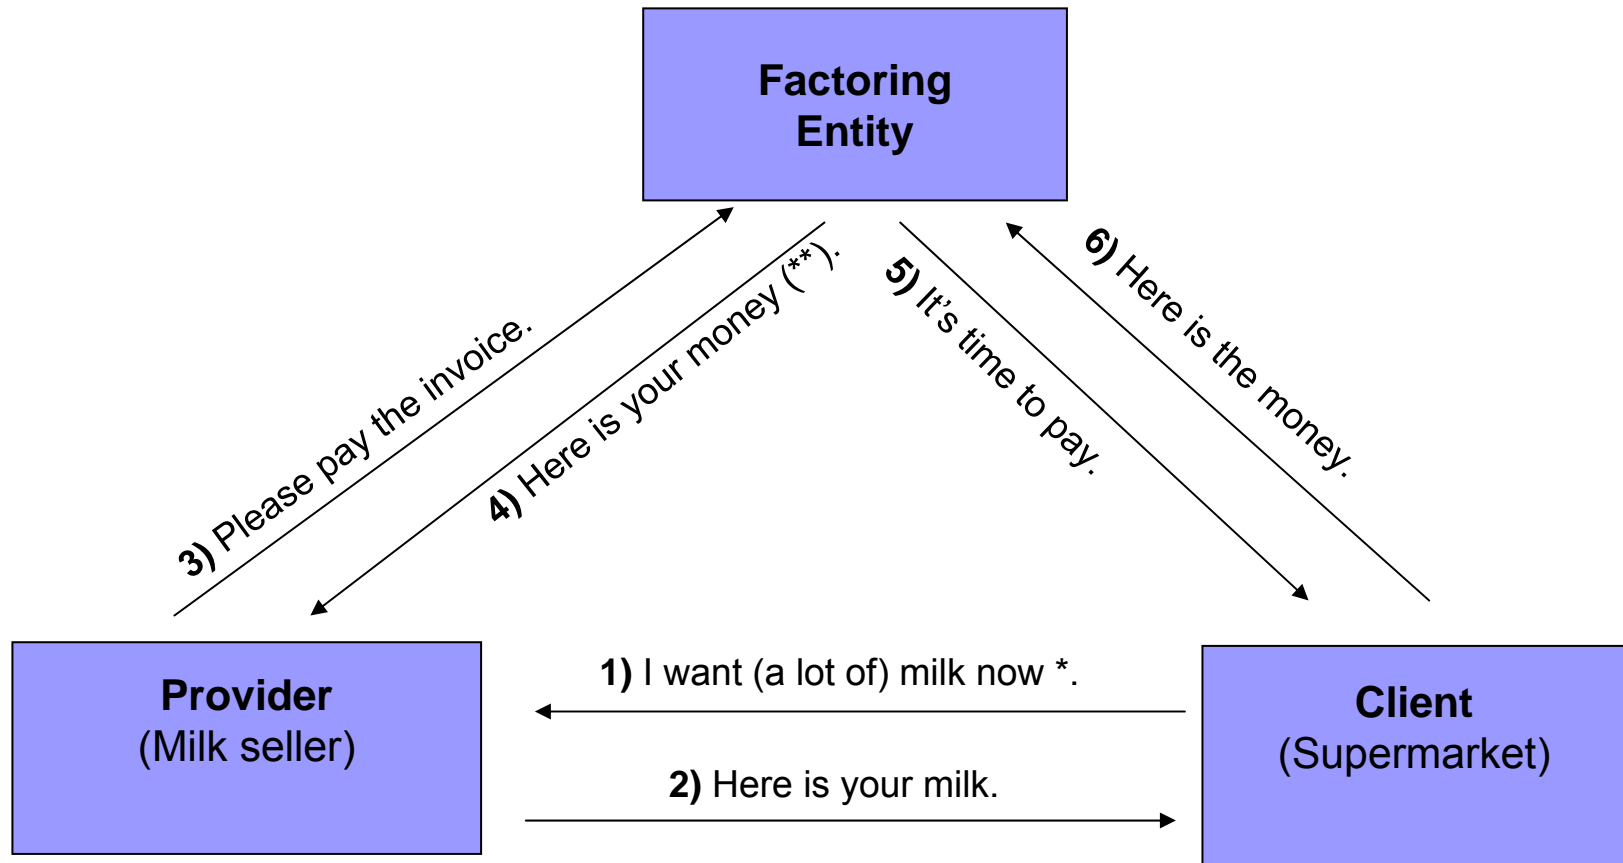 Factoring
Entity
3) Please pay the invoice.
4) Here is your money (**).
5) It’s time to pay.
6) Here is the money.
Provider
(Milk seller)
1) I want (a lot of) milk now *.
2) Here is your milk.
Client
(Supermarket)